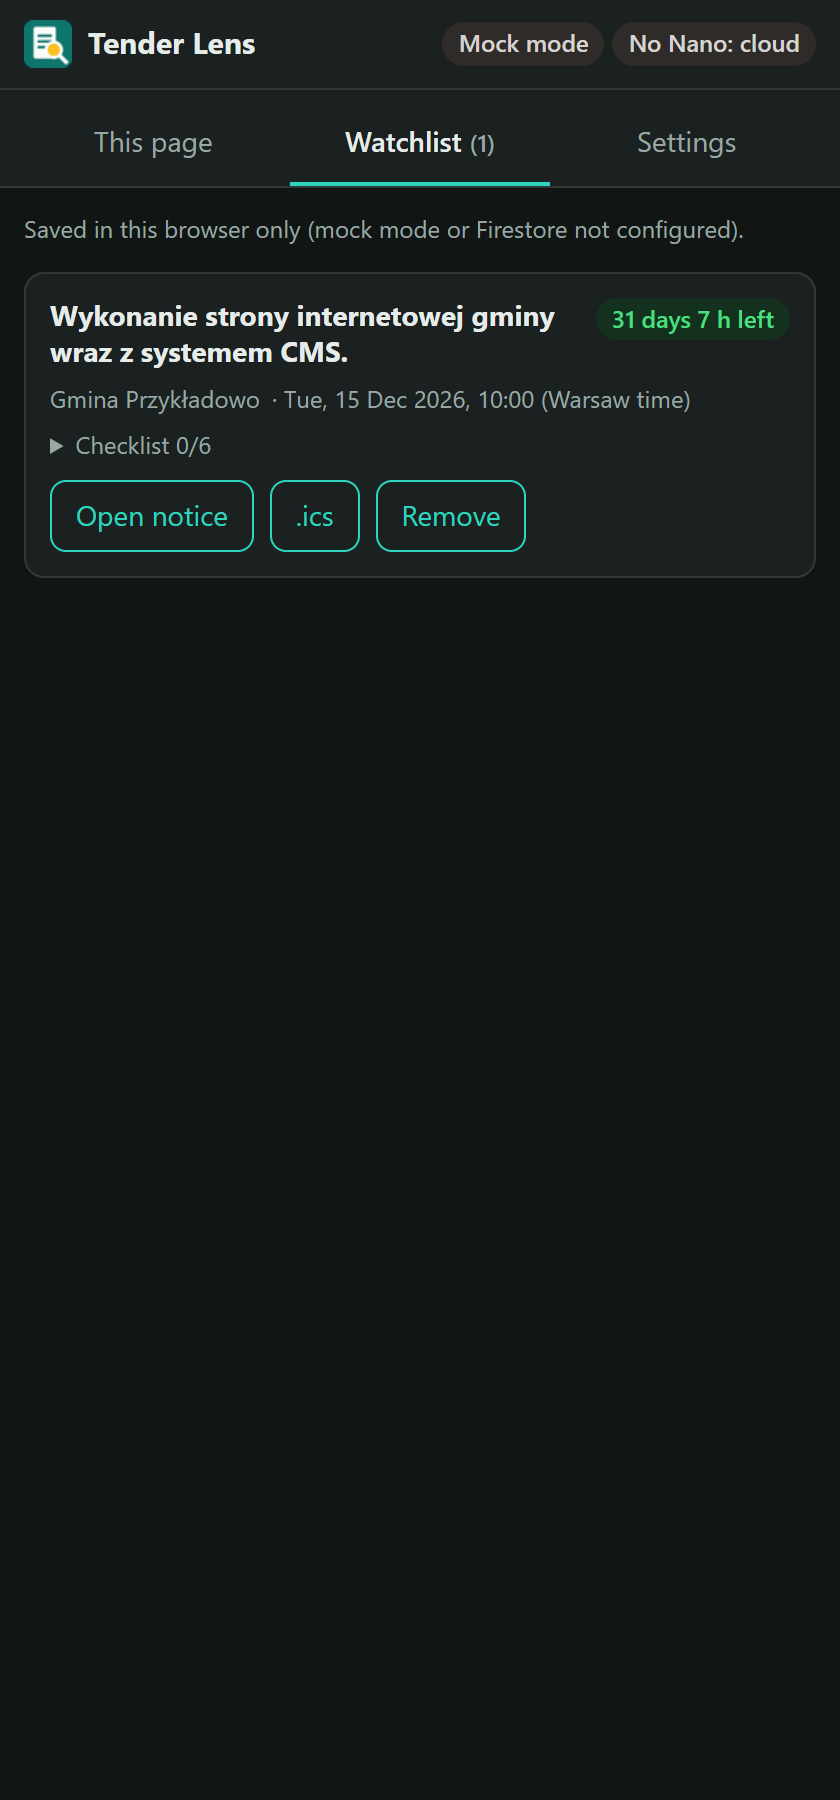 Tender Lens
Mock mode
No Nano: cloud
This page
Watchlist (1)
Settings
Saved in this browser only (mock mode or Firestore not configured).
Wykonanie strony internetowej gminy
wraz z systemem CMS.
31 days 7 h left
Gmina Przykładowo · Tue, 15 Dec 2026, 10:00 (Warsaw time)
Checklist 0/6
Open notice
.ics
Remove